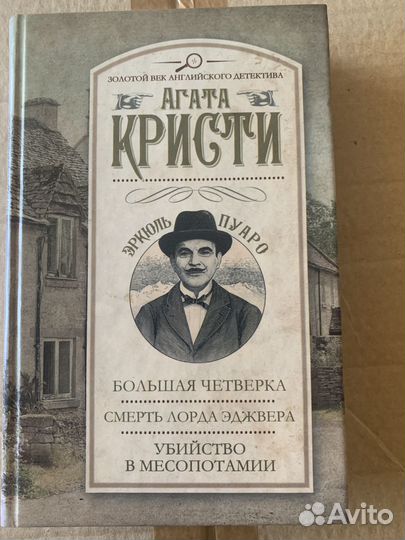 ЗОЛОТОЙ ВЕК АНГЛИЙСКОГО ДЕТЕКТИВА
АГАТА
КРИСТИ
ЭРКЮЛЬ ПУАРО
БОЛЬШАЯ ЧЕТВЕРКА
СМЕРТЬ ЛОРДА ЭДЖВЕРА
УБИЙСТВО
В МЕСОПОТАМИИ
Avito